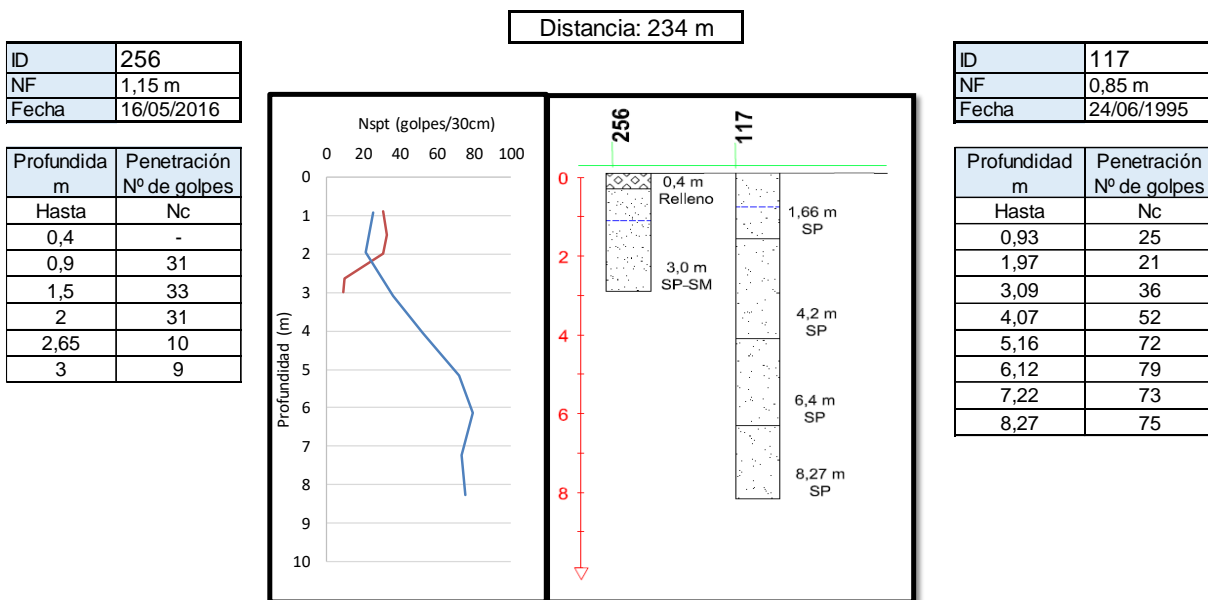 Distancia: 234 m
ID 256
NF 1,15 m
Fecha 16/05/2016
Profundida Penetración
m Nº de golpes
Hasta Nc
0,4 -
0,9 31
1,5 33
2 31
2,65 10
3 9
Nspt (golpes/30cm)
0 20 40 60 80 100
Profundidad (m)
0
1
2
3
4
5
6
7
8
9
10
256
117
0
2
4
6
8
0,4 m
Relleno
3,0 m
SP-SM
1,66 m
SP
4,2 m
SP
6,4 m
SP
8,27 m
SP
ID 117
NF 0,85 m
Fecha 24/06/1995
Profundidad Penetración
m Nº de golpes
Hasta Nc
0,93 25
1,97 21
3,09 36
4,07 52
5,16 72
6,12 79
7,22 73
8,27 75